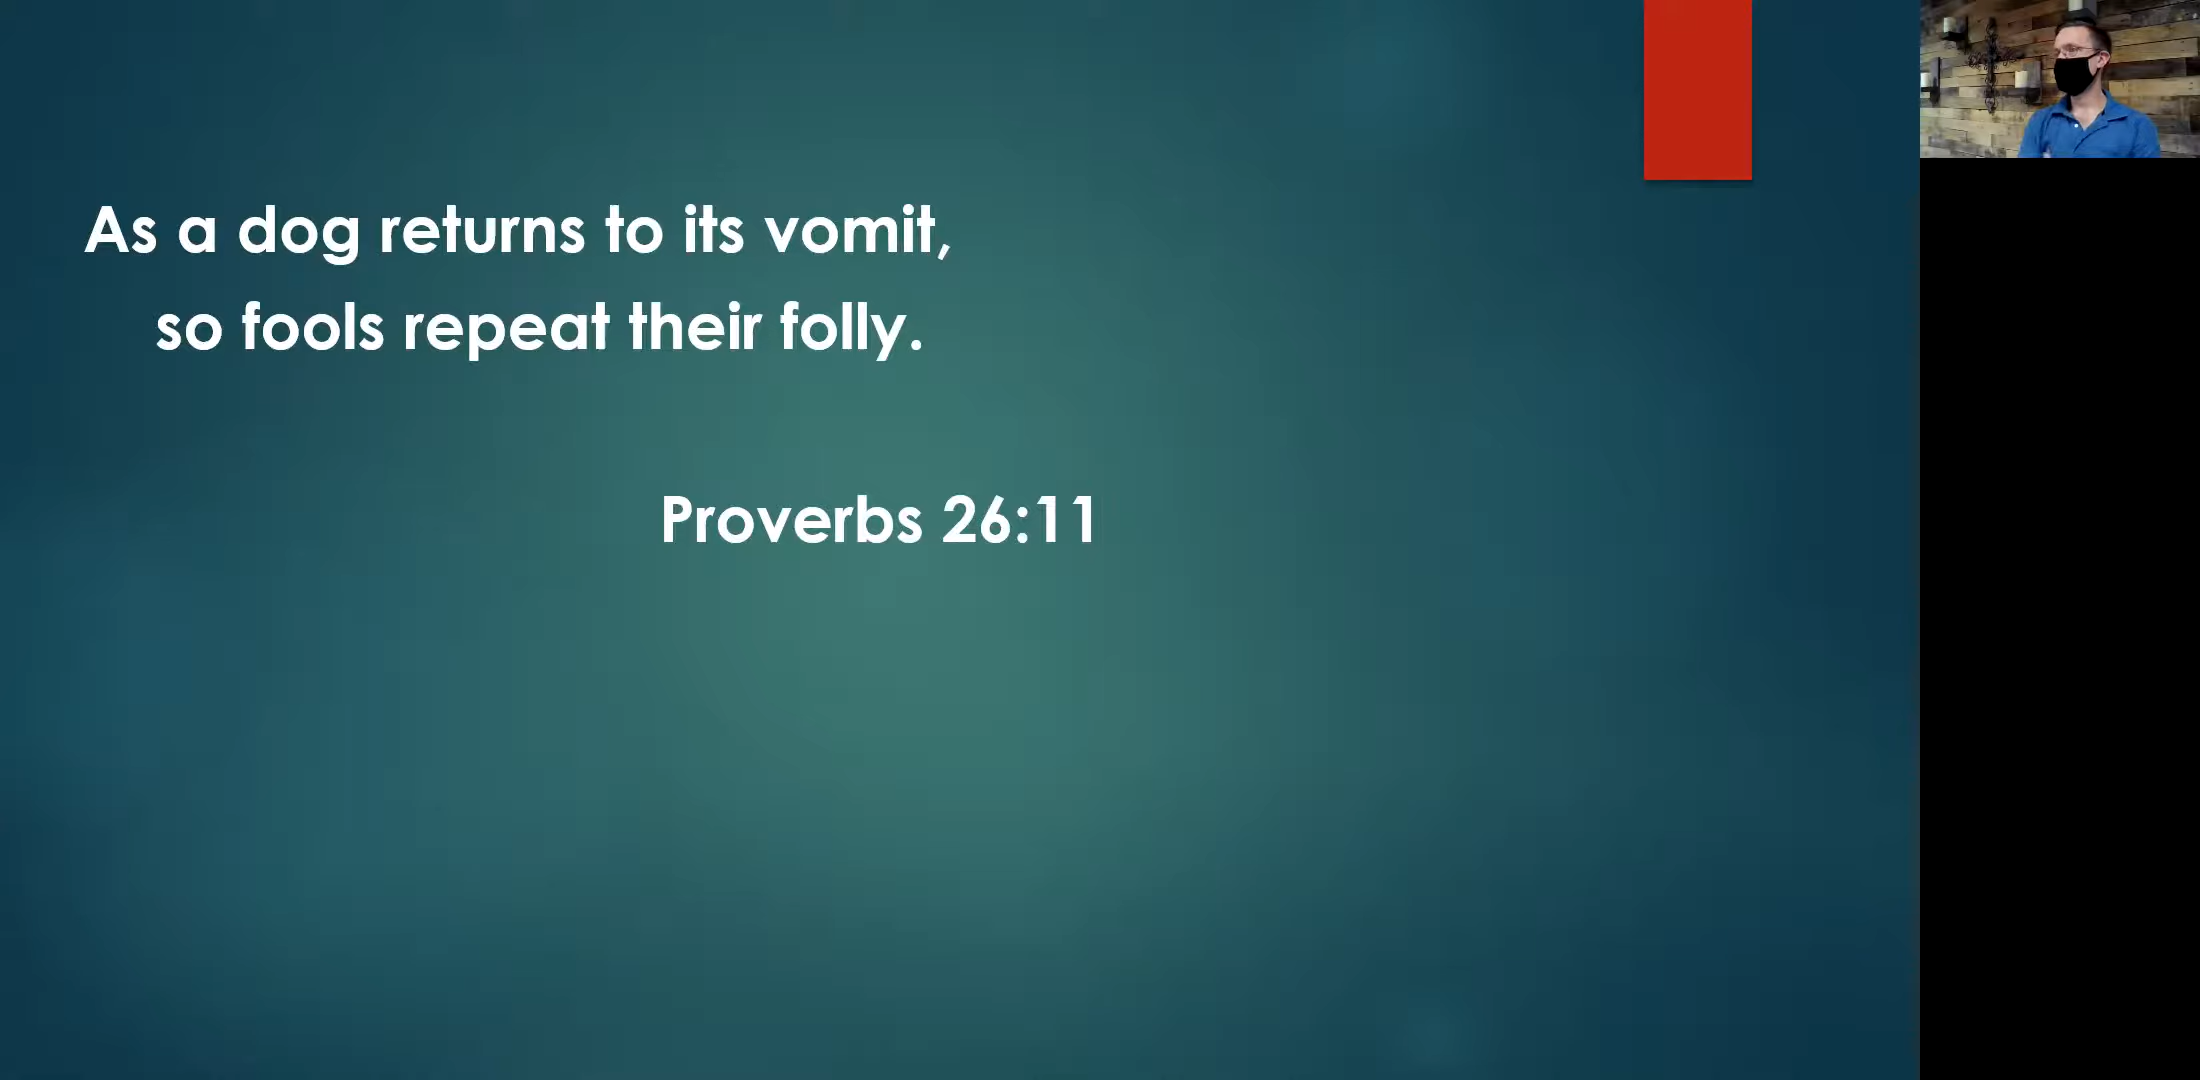 As a dog returns to its vomit,
so fools repeat their folly.
Proverbs 26:11